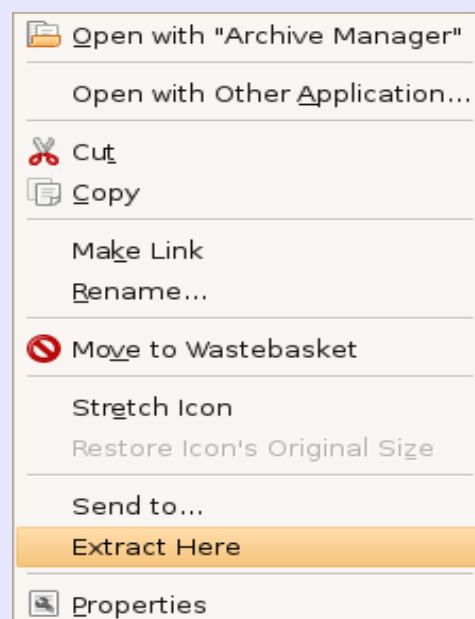 Open with "Archive Manager"
Open with Other Application...
Cut
Copy
Make Link
Rename...
Move to Wastebasket
Stretch Icon
Restore Icon's Original Size
Send to...
Extract Here
Properties